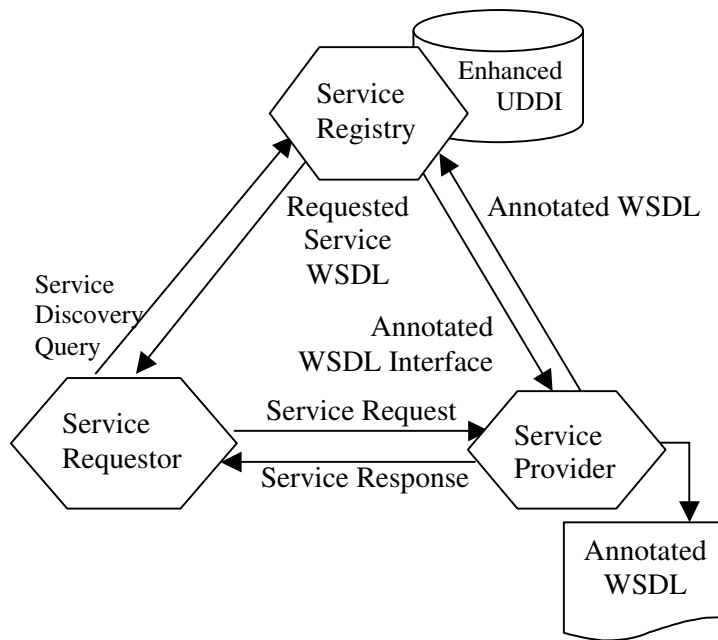 Enhanced
UDDI
Service
Registry
Requested
Service
WSDL
Annotated WSDL
Service
Discovery
Query
Annotated
WSDL Interface
Service Request
Service
Requestor
Service
Provider
Service Response
Annotated
WSDL